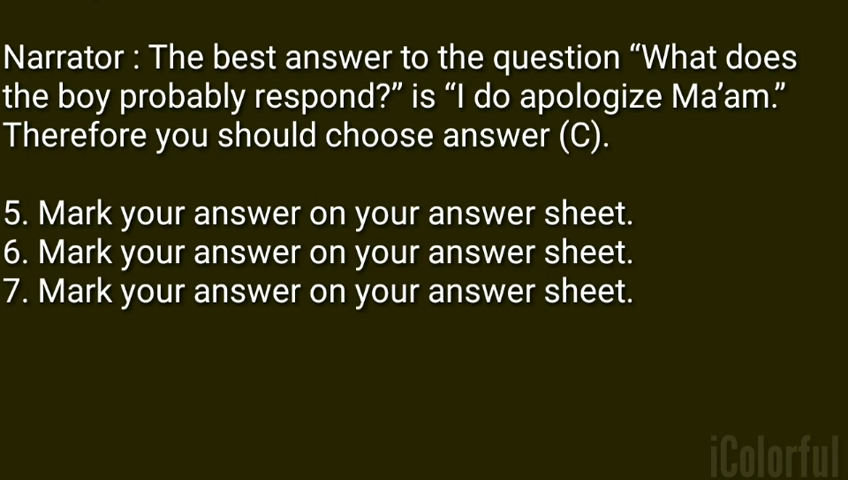 Narrator : The best answer to the question “What does
the boy probably respond?” is “I do apologize Ma’am.”
Therefore you should choose answer (C).
5. Mark your answer on your answer sheet.
6. Mark your answer on your answer sheet.
7. Mark your answer on your answer sheet.
iColorful